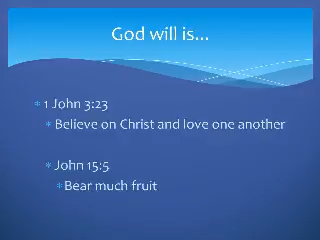 God will is...
1 John 3:23
Believe on Christ and love one another
John 15:5
Bear much fruit